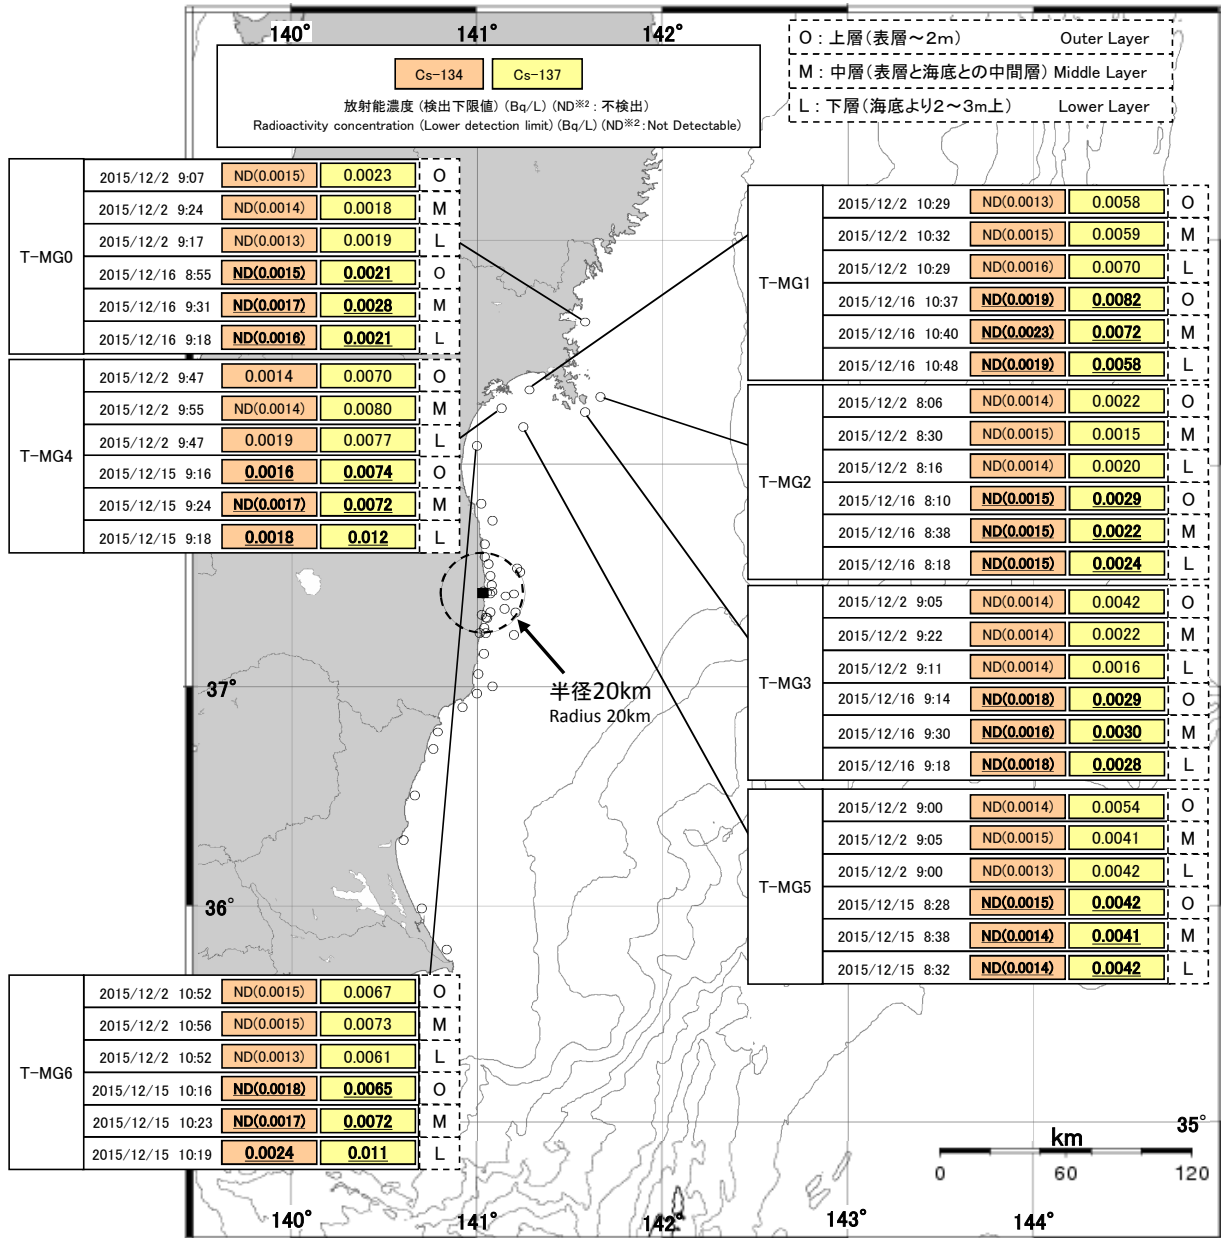 140°
141°
142°
O：上層（表層～2m） Outer Layer
M：中層（表層と海底との中間層） Middle Layer
L：下層（海底より2～3m上） Lower Layer
Cs-134 Cs-137
放射能濃度（検出下限値）(Bq/L) (ND※2：不検出)
Radioactivity concentration (Lower detection limit) (Bq/L) (ND※2:Not Detectable)
T-MG0
2015/12/2 9:07 ND(0.0015) 0.0023 O
2015/12/2 9:24 ND(0.0014) 0.0018 M
2015/12/2 9:17 ND(0.0013) 0.0019 L
2015/12/16 8:55 ND(0.0015) 0.0021 O
2015/12/16 9:31 ND(0.0017) 0.0028 M
2015/12/16 9:18 ND(0.0016) 0.0021 L
T-MG4
2015/12/2 9:47 0.0014 0.0070 O
2015/12/2 9:55 ND(0.0014) 0.0080 M
2015/12/2 9:47 0.0019 0.0077 L
2015/12/15 9:16 0.0016 0.0074 O
2015/12/15 9:24 ND(0.0017) 0.0072 M
2015/12/15 9:18 0.0018 0.012 L
T-MG1
2015/12/2 10:29 ND(0.0013) 0.0058 O
2015/12/2 10:32 ND(0.0015) 0.0059 M
2015/12/2 10:29 ND(0.0016) 0.0070 L
2015/12/16 10:37 ND(0.0019) 0.0082 O
2015/12/16 10:40 ND(0.0023) 0.0072 M
2015/12/16 10:48 ND(0.0019) 0.0058 L
T-MG2
2015/12/2 8:06 ND(0.0014) 0.0022 O
2015/12/2 8:30 ND(0.0015) 0.0015 M
2015/12/2 8:16 ND(0.0014) 0.0020 L
2015/12/16 8:10 ND(0.0015) 0.0029 O
2015/12/16 8:38 ND(0.0015) 0.0022 M
2015/12/16 8:18 ND(0.0015) 0.0024 L
T-MG3
2015/12/2 9:05 ND(0.0014) 0.0042 O
2015/12/2 9:22 ND(0.0014) 0.0022 M
2015/12/2 9:11 ND(0.0014) 0.0016 L
2015/12/16 9:14 ND(0.0018) 0.0029 O
2015/12/16 9:30 ND(0.0016) 0.0030 M
2015/12/16 9:18 ND(0.0018) 0.0028 L
T-MG5
2015/12/2 9:00 ND(0.0014) 0.0054 O
2015/12/2 9:05 ND(0.0015) 0.0041 M
2015/12/2 9:00 ND(0.0013) 0.0042 L
2015/12/15 8:28 ND(0.0015) 0.0042 O
2015/12/15 8:38 ND(0.0014) 0.0041 M
2015/12/15 8:32 ND(0.0014) 0.0042 L
半径20km
Radius 20km
37°
36°
T-MG6
2015/12/2 10:52 ND(0.0015) 0.0067 O
2015/12/2 10:56 ND(0.0015) 0.0073 M
2015/12/2 10:52 ND(0.0013) 0.0061 L
2015/12/15 10:16 ND(0.0018) 0.0065 O
2015/12/15 10:23 ND(0.0017) 0.0072 M
2015/12/15 10:19 0.0024 0.011 L
35°
km
0 60 120
140° 141° 142° 143° 144°